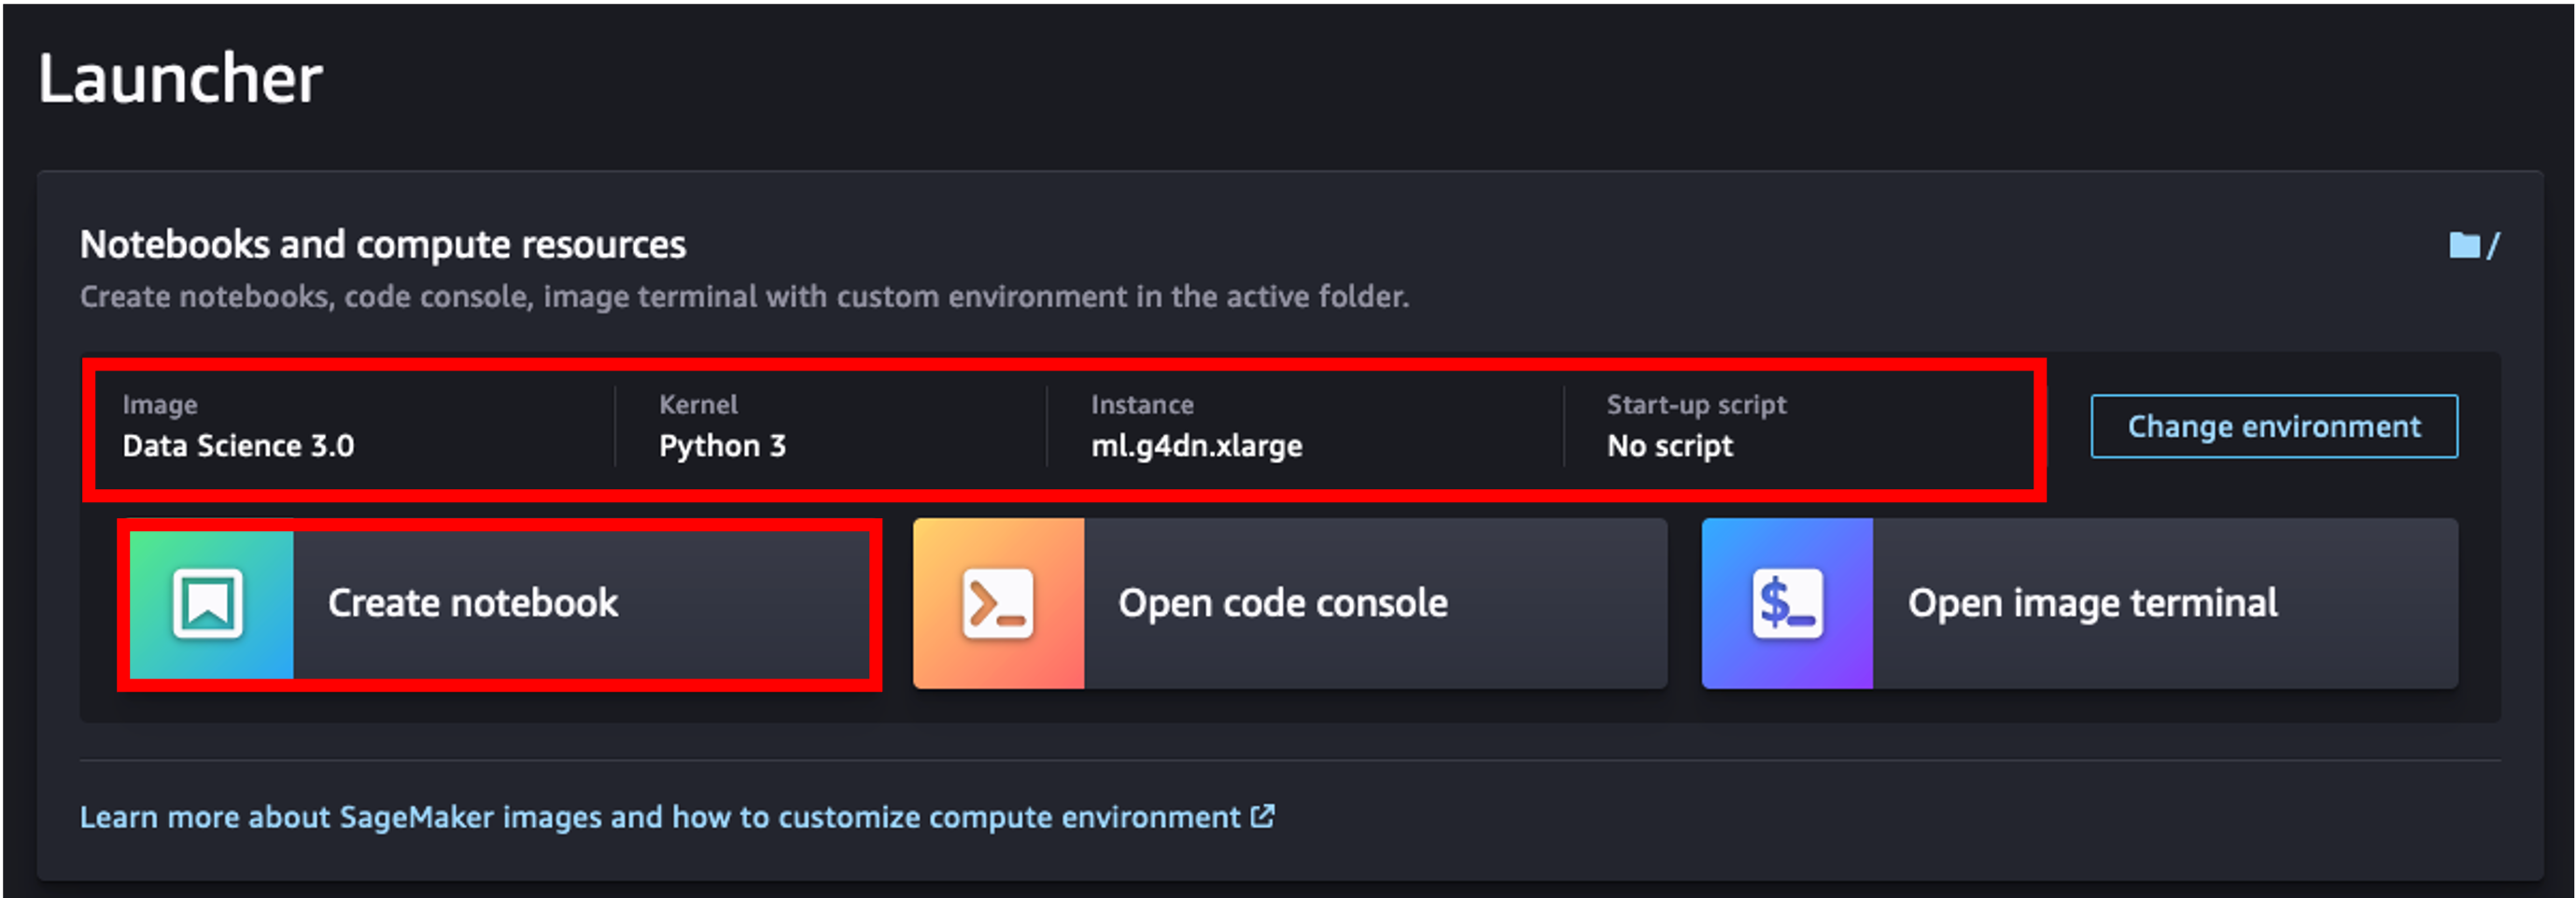 Launcher
Notebooks and compute resources
/
Create notebooks, code console, image terminal with custom environment in the active folder.
Image
Data Science 3.0
Kernel
Python 3
Instance
ml.g4dn.xlarge
Start-up script
No script
Change environment
Create notebook
Open code console
$_
Open image terminal
Learn more about SageMaker images and how to customize compute environment